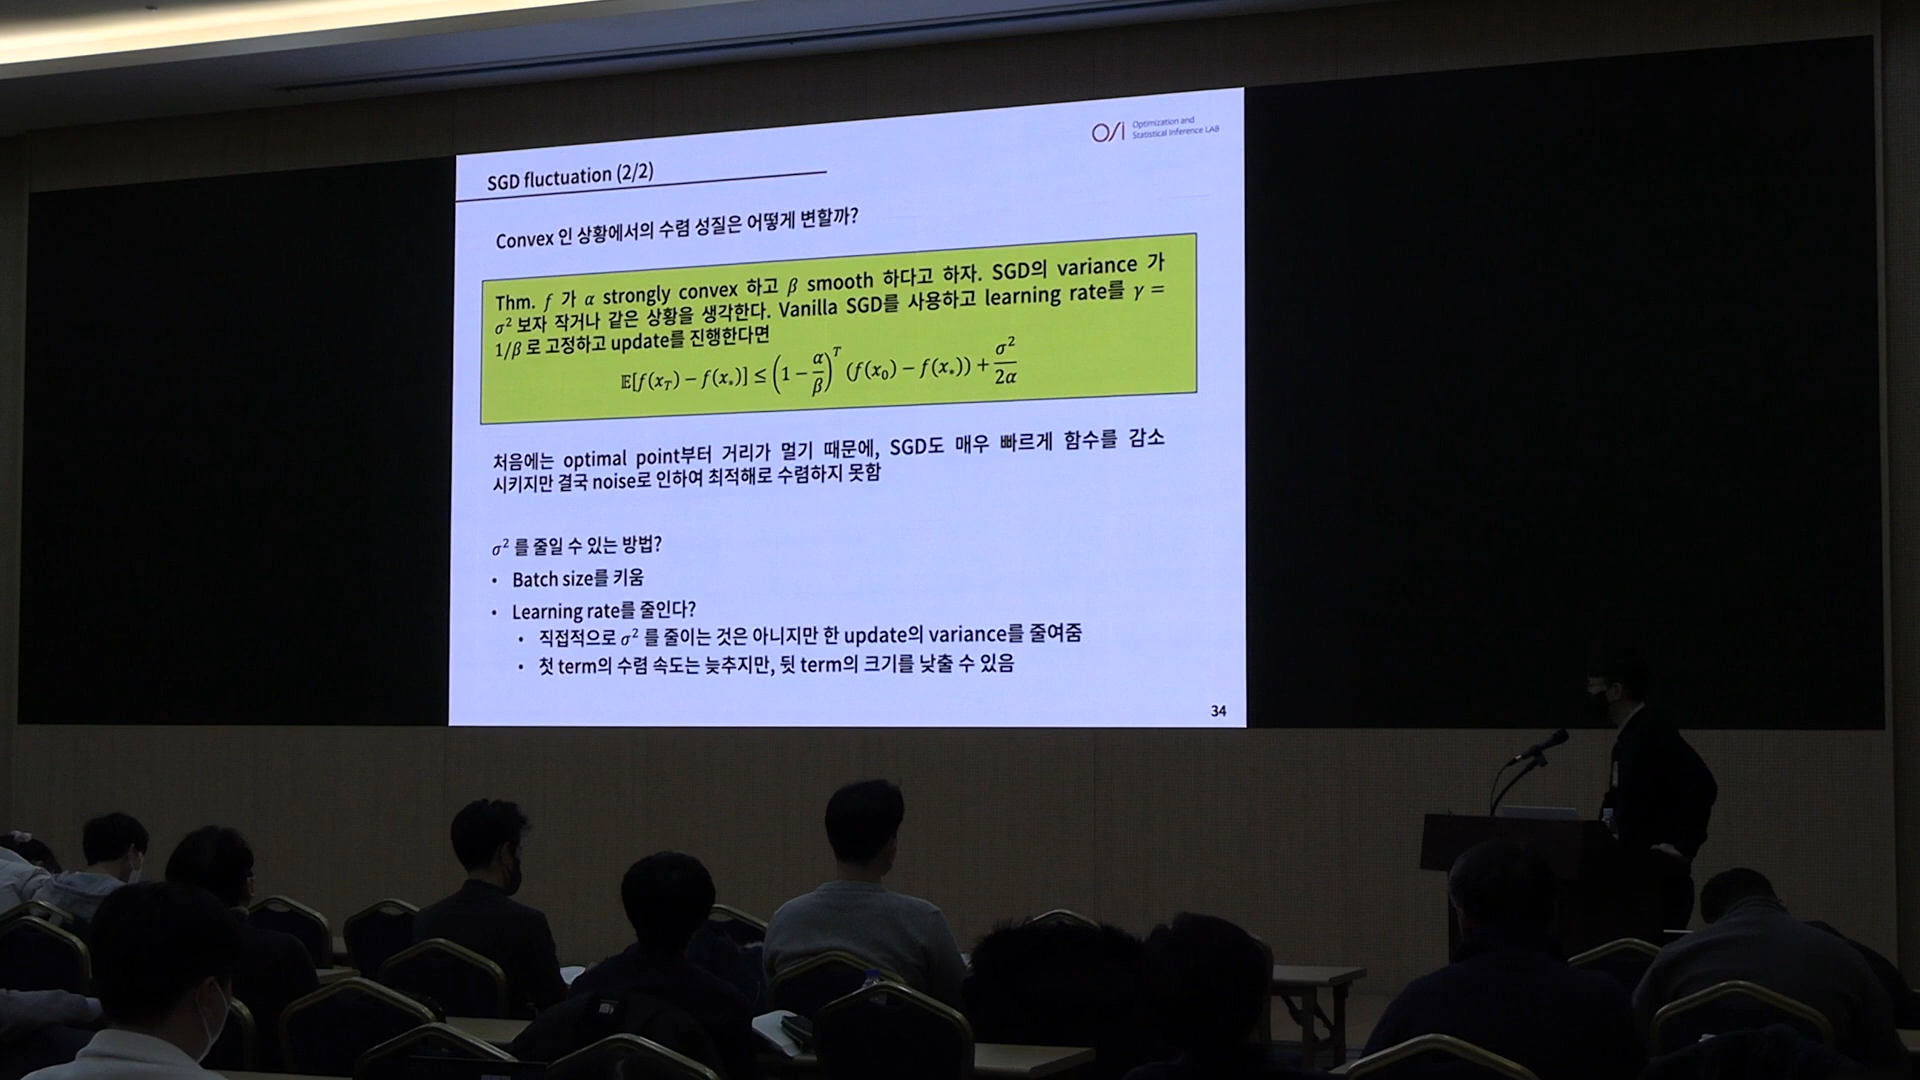 OSI Optimization and
Statistical Inference LAB
SGD fluctuation (2/2)
Convex 인 상황에서의 수렴 성질은 어떻게 변할까?
Thm. f 가 α strongly convex 하고 β smooth 하다고 하자. SGD의 variance 가
σ² 보자 작거나 같은 상황을 생각한다. Vanilla SGD를 사용하고 learning rate를 γ =
1/β 로 고정하고 update를 진행한다면
𝔼[f(x_T) − f(x_*)] ≤ (1 − α/β)^T (f(x₀) − f(x_*)) + σ²/2α
처음에는 optimal point부터 거리가 멀기 때문에, SGD도 매우 빠르게 함수를 감소
시키지만 결국 noise로 인하여 최적해로 수렴하지 못함
σ² 를 줄일 수 있는 방법?
• Batch size를 키움
• Learning rate를 줄인다?
• 직접적으로 σ² 를 줄이는 것은 아니지만 한 update의 variance를 줄여줌
• 첫 term의 수렴 속도는 늦추지만, 뒷 term의 크기를 낮출 수 있음
34